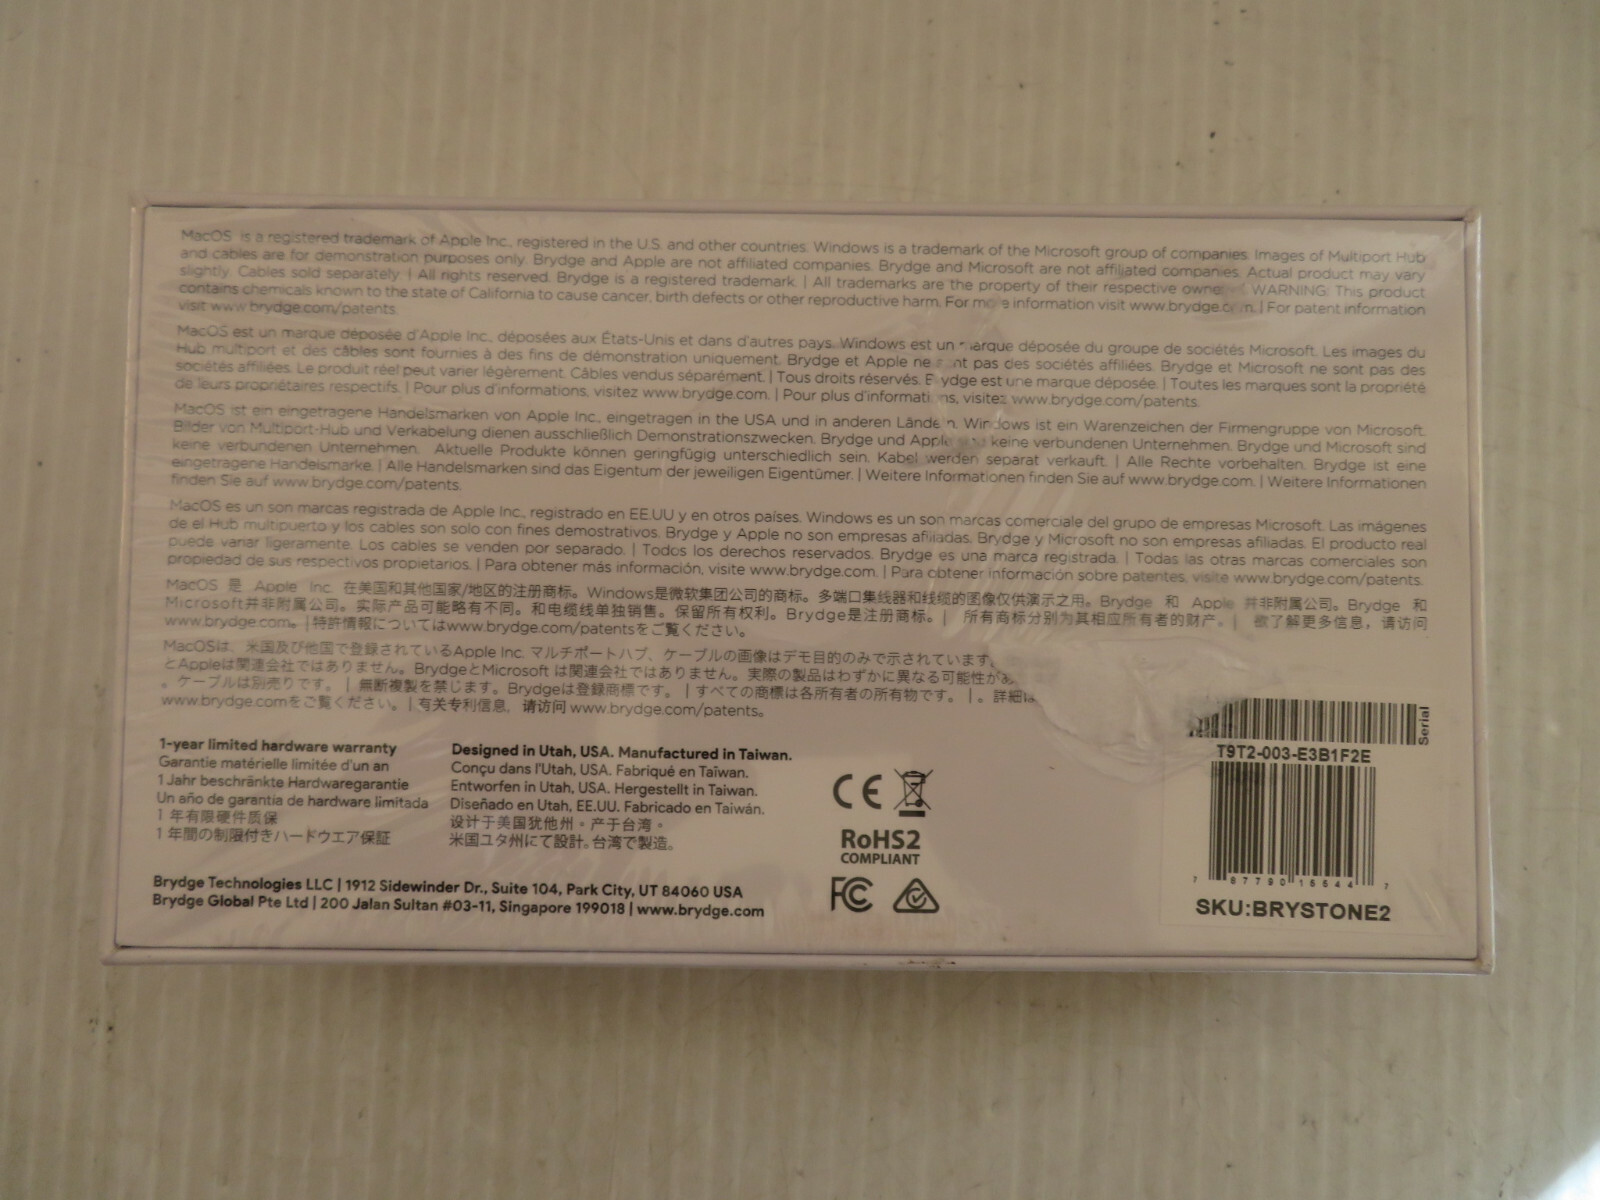 MacOS is a registered trademark of Apple Inc., registered in the U.S. and other countries. Windows is a trademark of the Microsoft group of companies. Images of Multiport Hub
and cables are for demonstration purposes only. Brydge and Apple are not affiliated companies. Brydge and Microsoft are not affiliated companies. Actual product may vary
slightly. Cables sold separately. | All rights reserved. Brydge is a registered trademark. | All trademarks are the property of their respective | WARNING: This product
contains chemicals known to the state of California to cause cancer, birth defects or other reproductive harm. For information visit | For patent information
visit www.brydge.com/patents.
MacOS est un marque déposée d'Apple Inc., déposées aux États-Unis et dans d'autres pays. Windows est un déposée du groupe de sociétés Microsoft. Les images du
Hub multiport et des câbles sont fournies à des fins de démonstration uniquement. Brydge et Apple ne pas des sociétés affiliées. Brydge et Microsoft ne sont pas des
sociétés affiliées. Le produit réel peut varier légèrement. Câbles vendus séparément. | Tous droits réservés. est une marque déposée. | Toutes les marques sont la propriété
de leurs propriétaires respectifs. | Pour plus d'informations, visitez www.brydge.com. | Pour plus visitez www.brydge.com/patents.
MacOS ist ein eingetragene Handelsmarken von Apple Inc., eingetragen in the USA und in anderen Windows ist ein Warenzeichen der Firmengruppe von Microsoft.
Bilder von Multiport-Hub und Verkabelung dienen ausschließlich Demonstrationszwecken. Brydge und keine verbundenen Unternehmen. Brydge und Microsoft sind
keine verbundenen Unternehmen. Aktuelle Produkte können geringfügig unterschiedlich sein. Kabel werden separat verkauft. | Alle Rechte vorbehalten. Brydge ist eine
eingetragene Handelsmarke. | Alle Handelsmarken sind das Eigentum der jeweiligen Eigentümer. | Weitere Informationen finden Sie auf www.brydge.com. | Weitere Informationen
finden Sie auf www.brydge.com/patents.
MacOS es un son marcas registrada de Apple Inc., registrado en EE.UU y en otros países. Windows es un son marcas comerciale del grupo de empresas Microsoft. Las imágenes
de el Hub multipuerto y los cables son solo con fines demostrativos. Brydge y Apple no son empresas afiliadas. Brydge y Microsoft no son empresas afiliadas. El producto real
puede variar ligeramente. Los cables se venden por separado. | Todos los derechos reservados. Brydge es una marca registrada. | Todas las otras marcas comerciales son
propiedad de sus respectivos propietarios. | Para obtener más información, visite www.brydge.com. | Para obtener información sobre patentes, visite www.brydge.com/patents.
MacOS 是 Apple Inc. 在美国和其他国家/地区的注册商标。Windows是微软集团公司的商标。多端口集线器和线缆的图像仅供演示之用。Brydge 和 Apple 并非附属公司。Brydge 和
Microsoft并非附属公司。实际产品可能略有不同。和电缆线单独销售。保留所有权利。Brydge是注册商标。| 所有商标分别为其相应所有者的财产。| 欲了解更多信息，请访问
www.brydge.com。| 特許情報についてはwww.brydge.com/patentsをご覧ください。
MacOSは、米国及び他国で登録されているApple Inc. マルチポートハブ、ケーブルの画像はデモ目的のみで示されています
とAppleは関連会社ではありません。BrydgeとMicrosoft は関連会社ではありません。実際の製品はわずかに異なる可能性が
。ケーブルは別売りです。 | 無断複製を禁じます。Brydgeは登録商標です。 | すべての商標は各所有者の所有物です。 |。詳細
www.brydge.comをご覧ください。| 有关专利信息，请访问 www.brydge.com/patents。
1-year limited hardware warranty
Garantie matérielle limitée d'un an
1 Jahr beschränkte Hardwaregarantie
Un año de garantía de hardware limitada
1 年有限硬件质保
1 年間の制限付きハードウエア保証
Designed in Utah, USA. Manufactured in Taiwan.
Conçu dans l'Utah, USA. Fabriqué en Taïwan.
Entworfen in Utah, USA. Hergestellt in Taiwan.
Diseñado en Utah, EE.UU. Fabricado en Taiwán.
设计于美国犹他州。产于台湾。
米国ユタ州にて設計。台湾で製造。
Brydge Technologies LLC | 1912 Sidewinder Dr., Suite 104, Park City, UT 84060 USA
Brydge Global Pte Ltd | 200 Jalan Sultan #03-11, Singapore 199018 | www.brydge.com
CE
RoHS2
COMPLIANT
FC
Serial
T9T2-003-E3B1F2E
7 87790 15544 7
SKU:BRYSTONE2